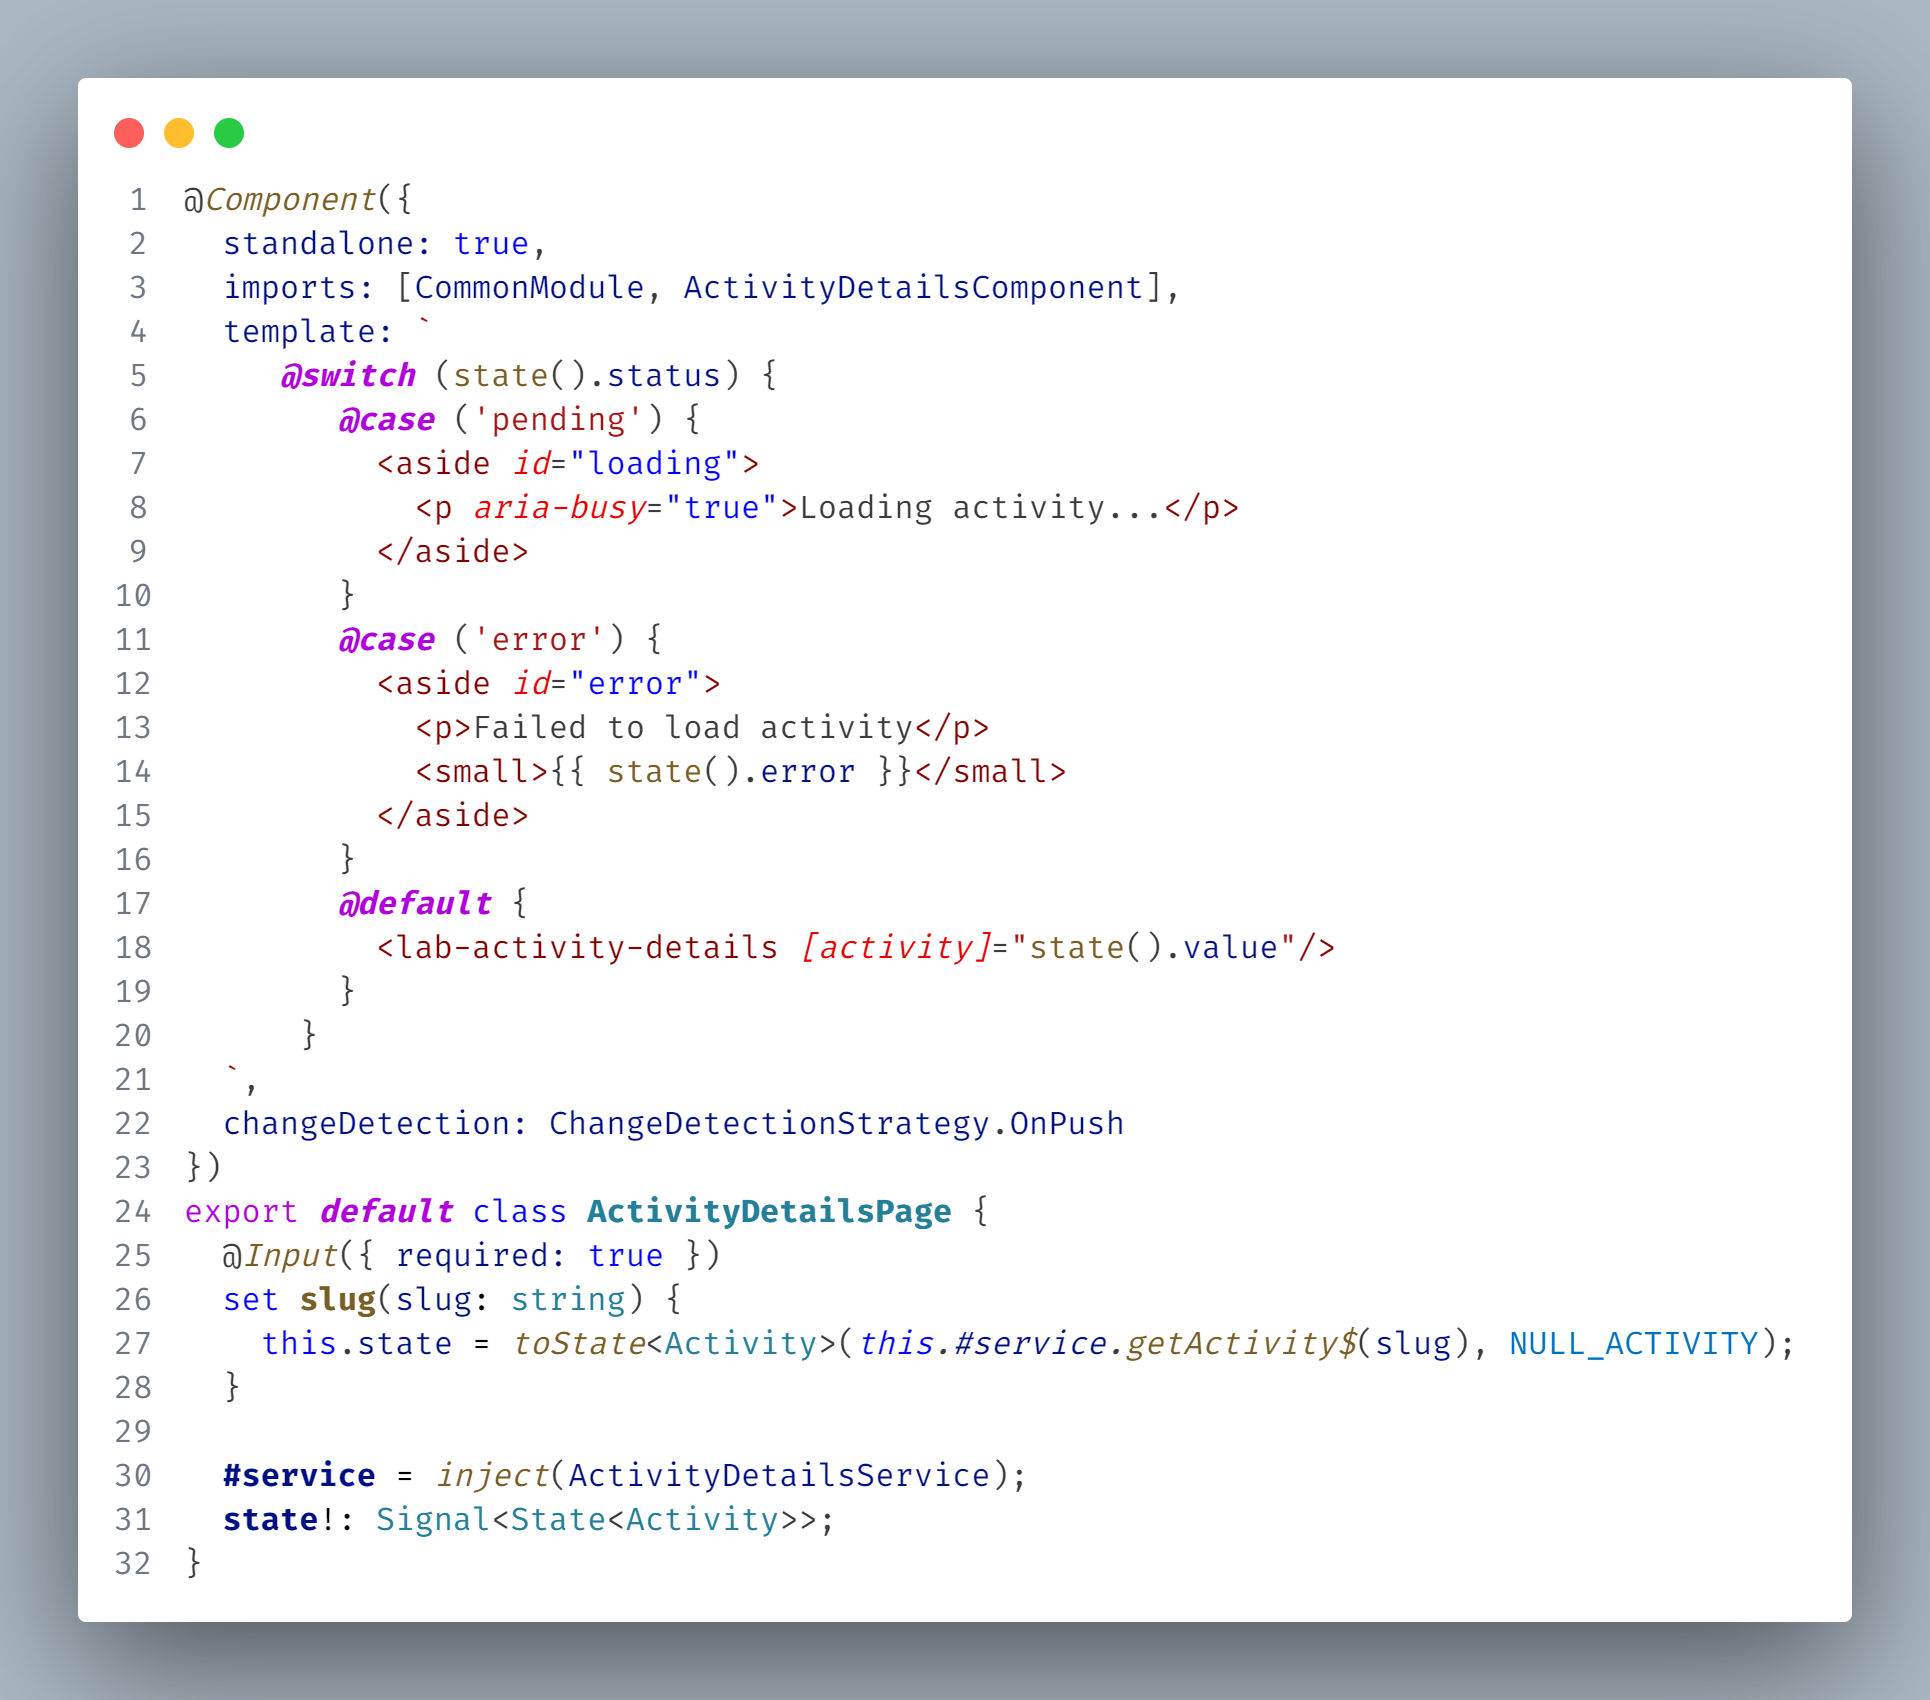 1 @Component({
2   standalone: true,
3   imports: [CommonModule, ActivityDetailsComponent],
4   template: `
5      @switch (state().status) {
6         @case ('pending') {
7           <aside id="loading">
8             <p aria-busy="true">Loading activity...</p>
9           </aside>
10         }
11         @case ('error') {
12           <aside id="error">
13             <p>Failed to load activity</p>
14             <small>{{ state().error }}</small>
15           </aside>
16         }
17         @default {
18           <lab-activity-details [activity]="state().value"/>
19         }
20       }
21   `,
22   changeDetection: ChangeDetectionStrategy.OnPush
23 })
24 export default class ActivityDetailsPage {
25   @Input({ required: true })
26   set slug(slug: string) {
27     this.state = toState<Activity>(this.#service.getActivity$(slug), NULL_ACTIVITY);
28   }
29
30   #service = inject(ActivityDetailsService);
31   state!: Signal<State<Activity>>;
32 }